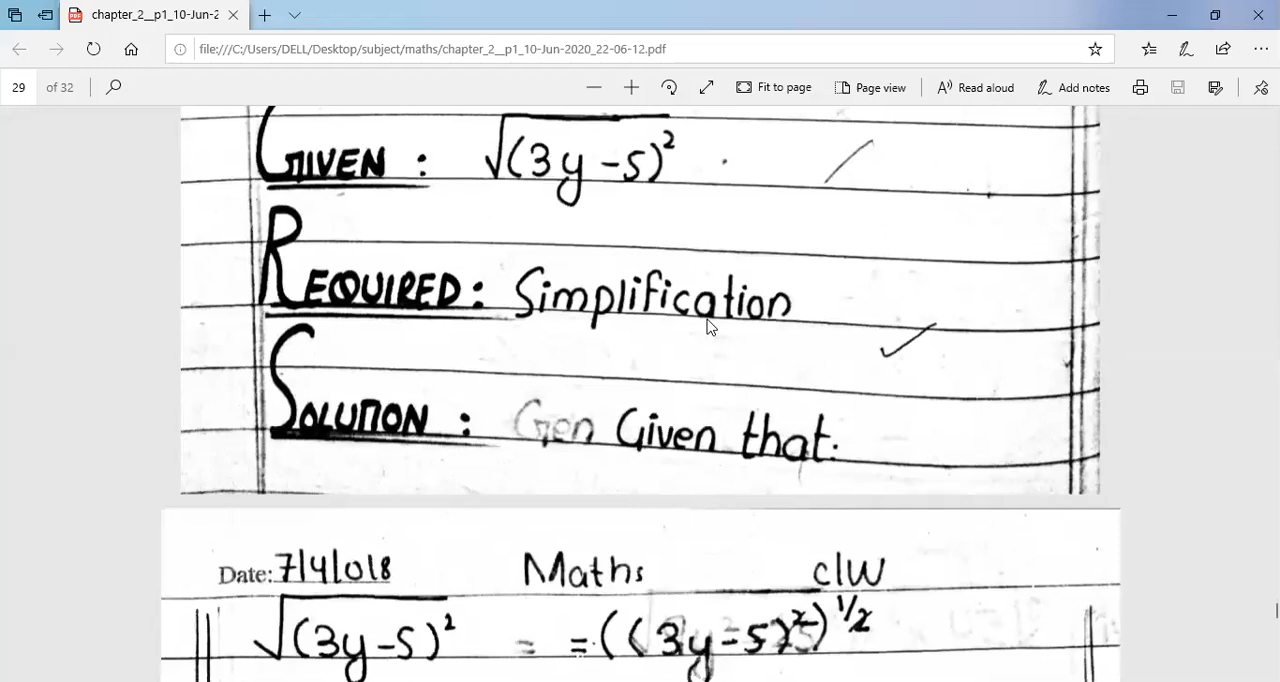 chapter_2__p1_10-Jun-2
file:///C:/Users/DELL/Desktop/subject/maths/chapter_2__p1_10-Jun-2020_22-06-12.pdf
29 of 32 Fit to page Page view Read aloud Add notes
GIVEN : √(3y-5)² .
REQUIRED: Simplification
SOLUTION : Gen Given that:
Date: 7/4/018 Maths c/w
√(3y-5)² = =((3y-5)²)^1/2